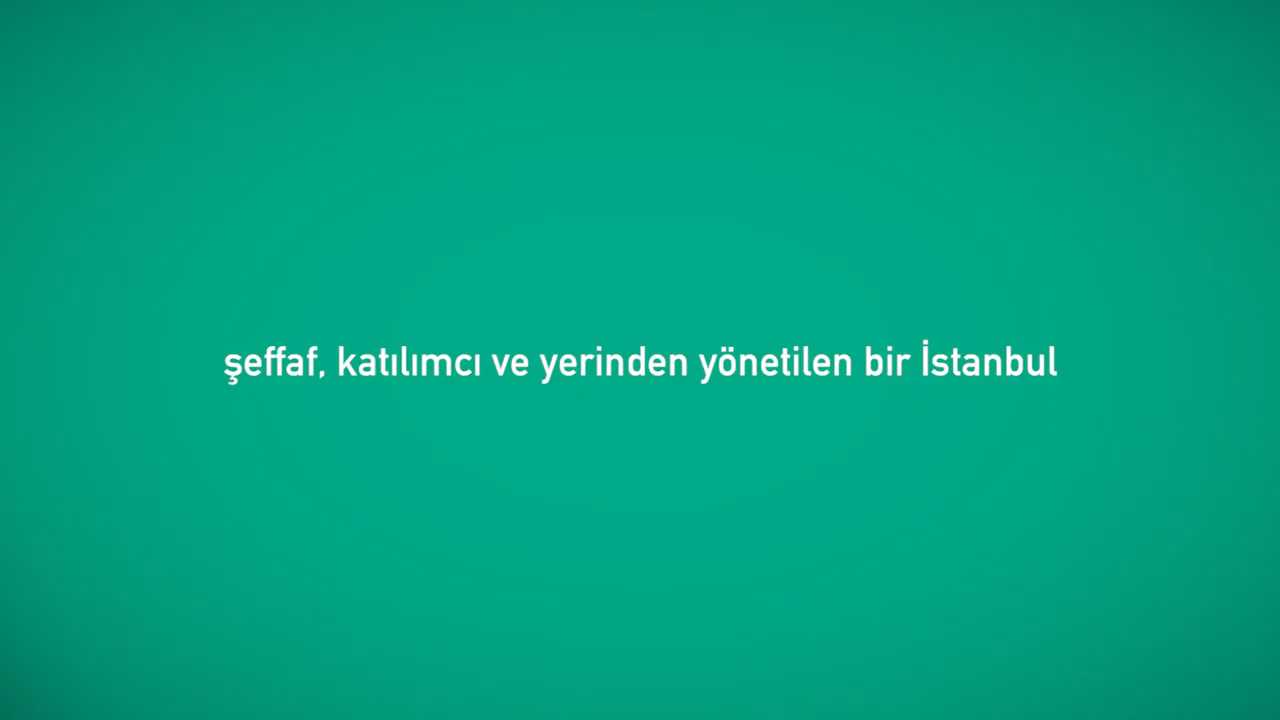 şeffaf, katılımcı ve yerinden yönetilen bir İstanbul